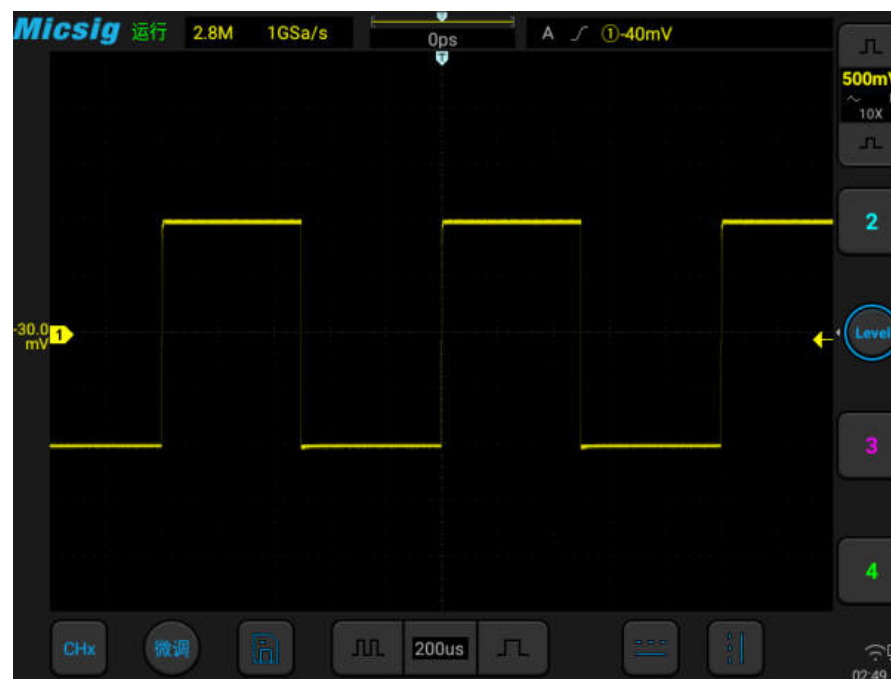 Micsig 运行 2.8M 1GSa/s 0ps A ①-40mV
T
500mV
10X
2
-30.0
mV
1
Level
3
4
CHx 微调 200us
02:49